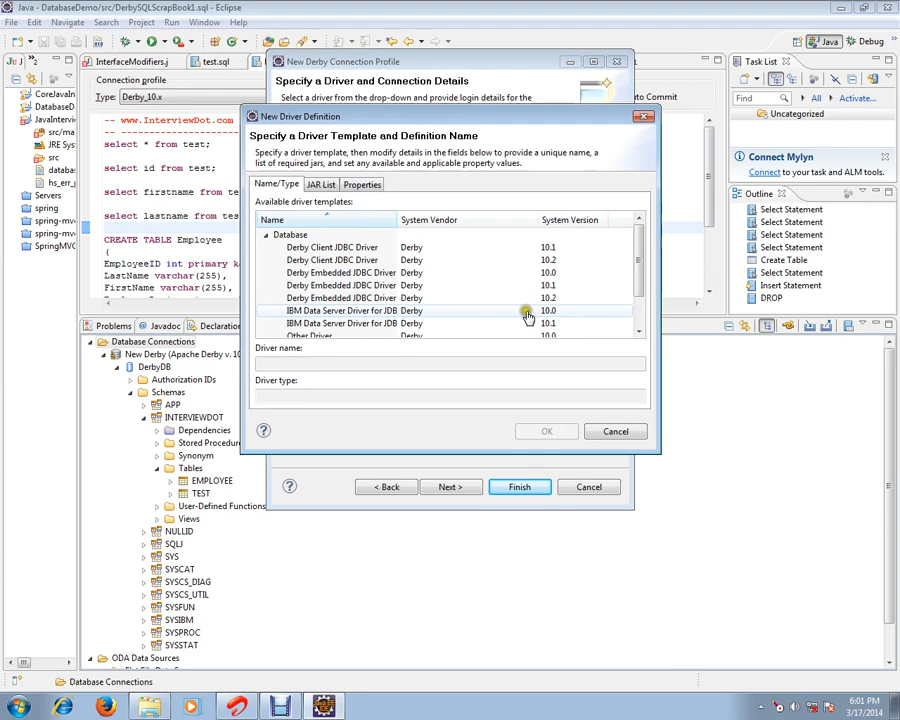 Java - DatabaseDemo/src/DerbySQLScrapBook1.sql - Eclipse
File Edit Navigate Search Project Run Window Help
Java Debug
InterfaceModifiers.j test.sql
Connection profile
Type: Derby_10.x
to Commit
-- www.InterviewDot.com
select * from test;
select id from test;
select firstname from te
select lastname from test
CREATE TABLE Employee
(
EmployeeID int primary k
LastName varchar(255),
FirstName varchar(255),
CoreJavaIn
DatabaseD
JavaIntervi
src/ma
JRE Sys
src
databas
hs_err_p
Servers
spring
spring-mv
spring-mv
SpringMVC
New Derby Connection Profile
Specify a Driver and Connection Details
Select a driver from the drop-down and provide login details for the
New Driver Definition
Specify a Driver Template and Definition Name
Specify a driver template, then modify details in the fields below to provide a unique name, a
list of required jars, and set any available and applicable property values.
Name/Type JAR List Properties
Available driver templates:
Name System Vendor System Version
Database
Derby Client JDBC Driver Derby 10.1
Derby Client JDBC Driver Derby 10.2
Derby Embedded JDBC Driver Derby 10.0
Derby Embedded JDBC Driver Derby 10.1
Derby Embedded JDBC Driver Derby 10.2
IBM Data Server Driver for JDB Derby 10.0
IBM Data Server Driver for JDB Derby 10.1
Other Driver Derby 10.0
Driver name:
Driver type:
OK Cancel
< Back Next > Finish Cancel
Task List
Find All Activate...
Uncategorized
Connect Mylyn
Connect to your task and ALM tools.
Outline
Select Statement
Select Statement
Select Statement
Select Statement
Create Table
Select Statement
Insert Statement
DROP
Problems Javadoc Declaration
Database Connections
New Derby (Apache Derby v. 10
DerbyDB
Authorization IDs
Schemas
APP
INTERVIEWDOT
Dependencies
Stored Procedur
Synonym
Tables
EMPLOYEE
TEST
User-Defined Functions
Views
NULLID
SQLJ
SYS
SYSCAT
SYSCS_DIAG
SYSCS_UTIL
SYSFUN
SYSIBM
SYSPROC
SYSSTAT
ODA Data Sources
Database Connections
6:01 PM
3/17/2014